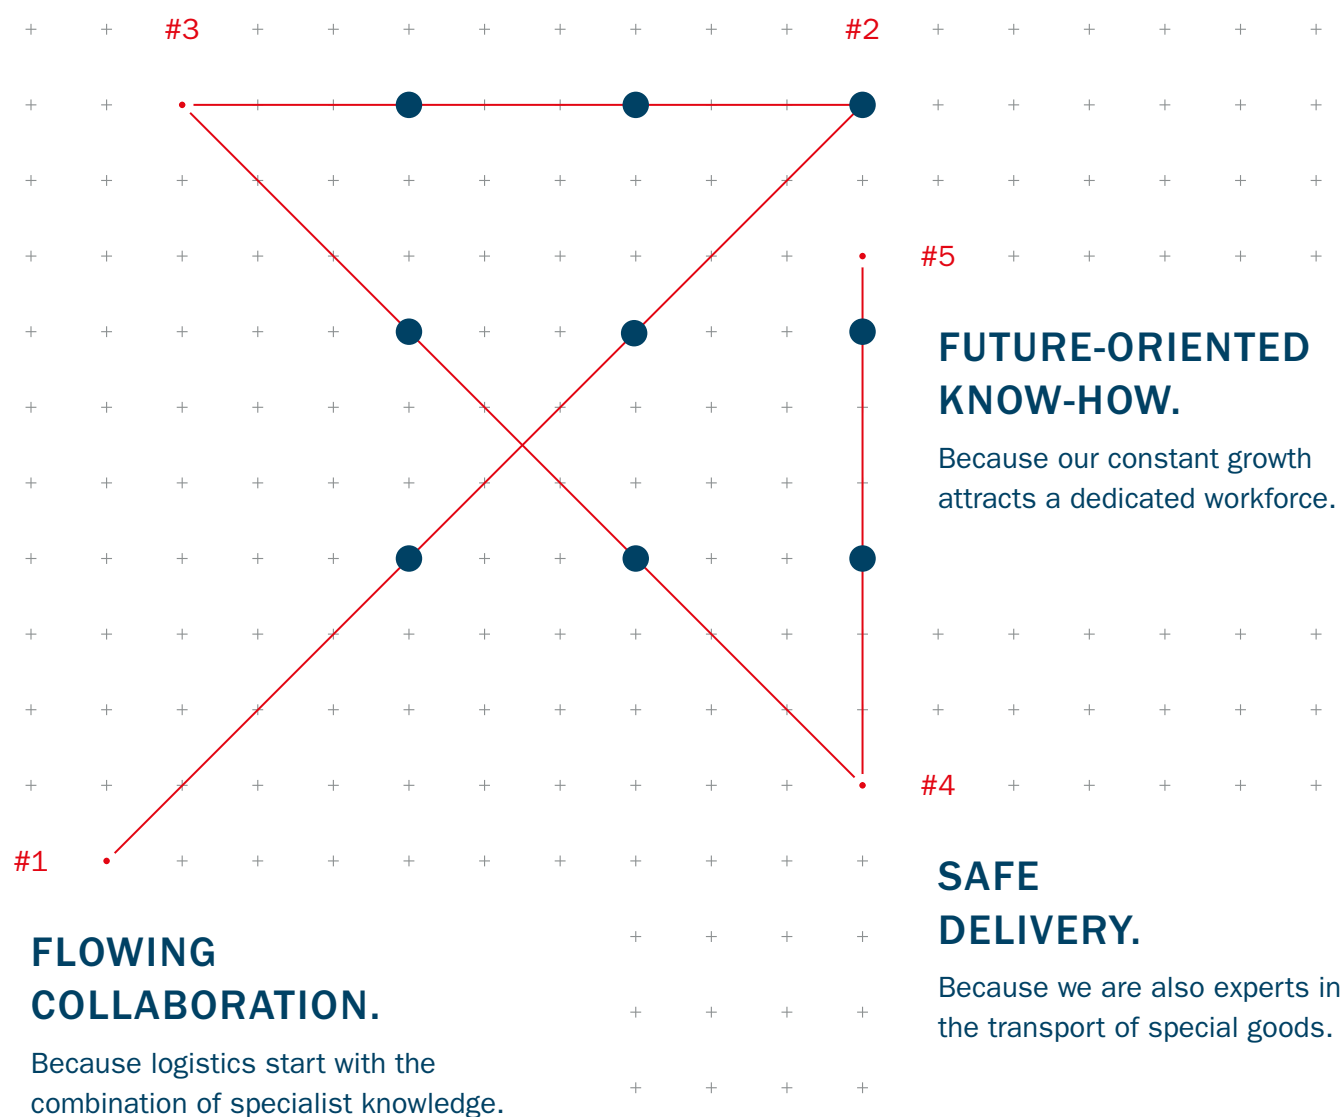 #3
#2
#5
FUTURE-ORIENTED
KNOW-HOW.
Because our constant growth
attracts a dedicated workforce.
#4
#1
SAFE
DELIVERY.
Because we are also experts in
the transport of special goods.
FLOWING
COLLABORATION.
Because logistics start with the
combination of specialist knowledge.